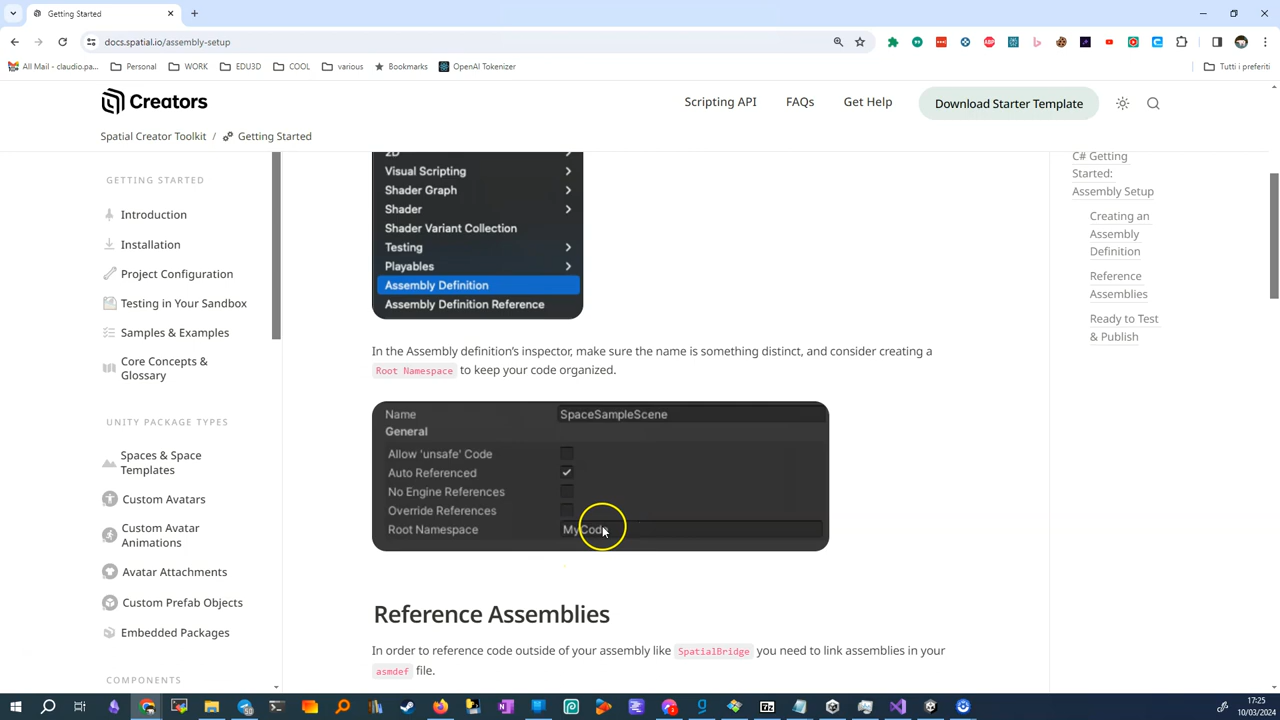 Getting Started
docs.spatial.io/assembly-setup
All Mail - claudio.pa...
Personal
WORK
EDU3D
COOL
various
Bookmarks
OpenAI Tokenizer
Tutti i preferiti
Creators
Scripting API
FAQs
Get Help
Download Starter Template
Spatial Creator Toolkit / Getting Started
GETTING STARTED
Introduction
Installation
Project Configuration
Testing in Your Sandbox
Samples & Examples
Core Concepts &
Glossary
UNITY PACKAGE TYPES
Spaces & Space
Templates
Custom Avatars
Custom Avatar
Animations
Avatar Attachments
Custom Prefab Objects
Embedded Packages
COMPONENTS
2D
Visual Scripting
Shader Graph
Shader
Shader Variant Collection
Testing
Playables
Assembly Definition
Assembly Definition Reference
In the Assembly definition's inspector, make sure the name is something distinct, and consider creating a
Root Namespace to keep your code organized.
Name SpaceSampleScene
General
Allow 'unsafe' Code
Auto Referenced
No Engine References
Override References
Root Namespace MyCode
Reference Assemblies
In order to reference code outside of your assembly like SpatialBridge you need to link assemblies in your
asmdef file.
C# Getting
Started:
Assembly Setup
Creating an
Assembly
Definition
Reference
Assemblies
Ready to Test
& Publish
17:25
10/03/2024